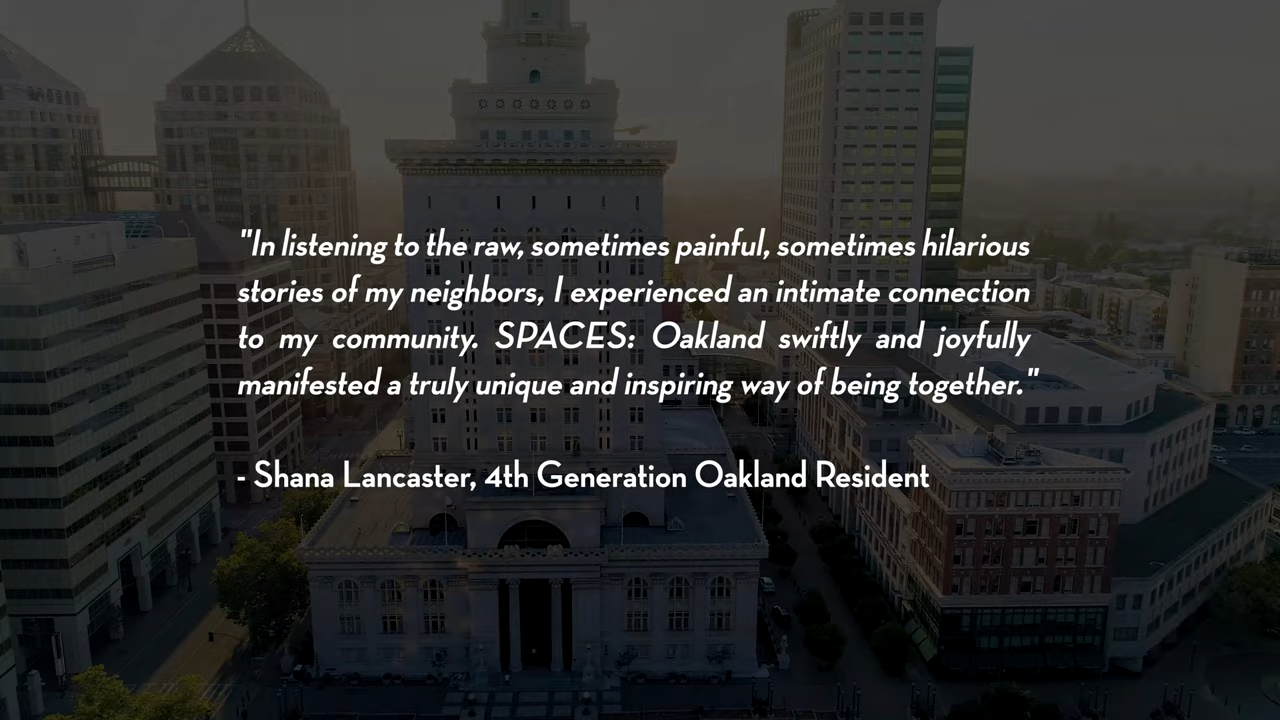 "In listening to the raw, sometimes painful, sometimes hilarious
stories of my neighbors, I experienced an intimate connection
to my community. SPACES: Oakland swiftly and joyfully
manifested a truly unique and inspiring way of being together."
- Shana Lancaster, 4th Generation Oakland Resident